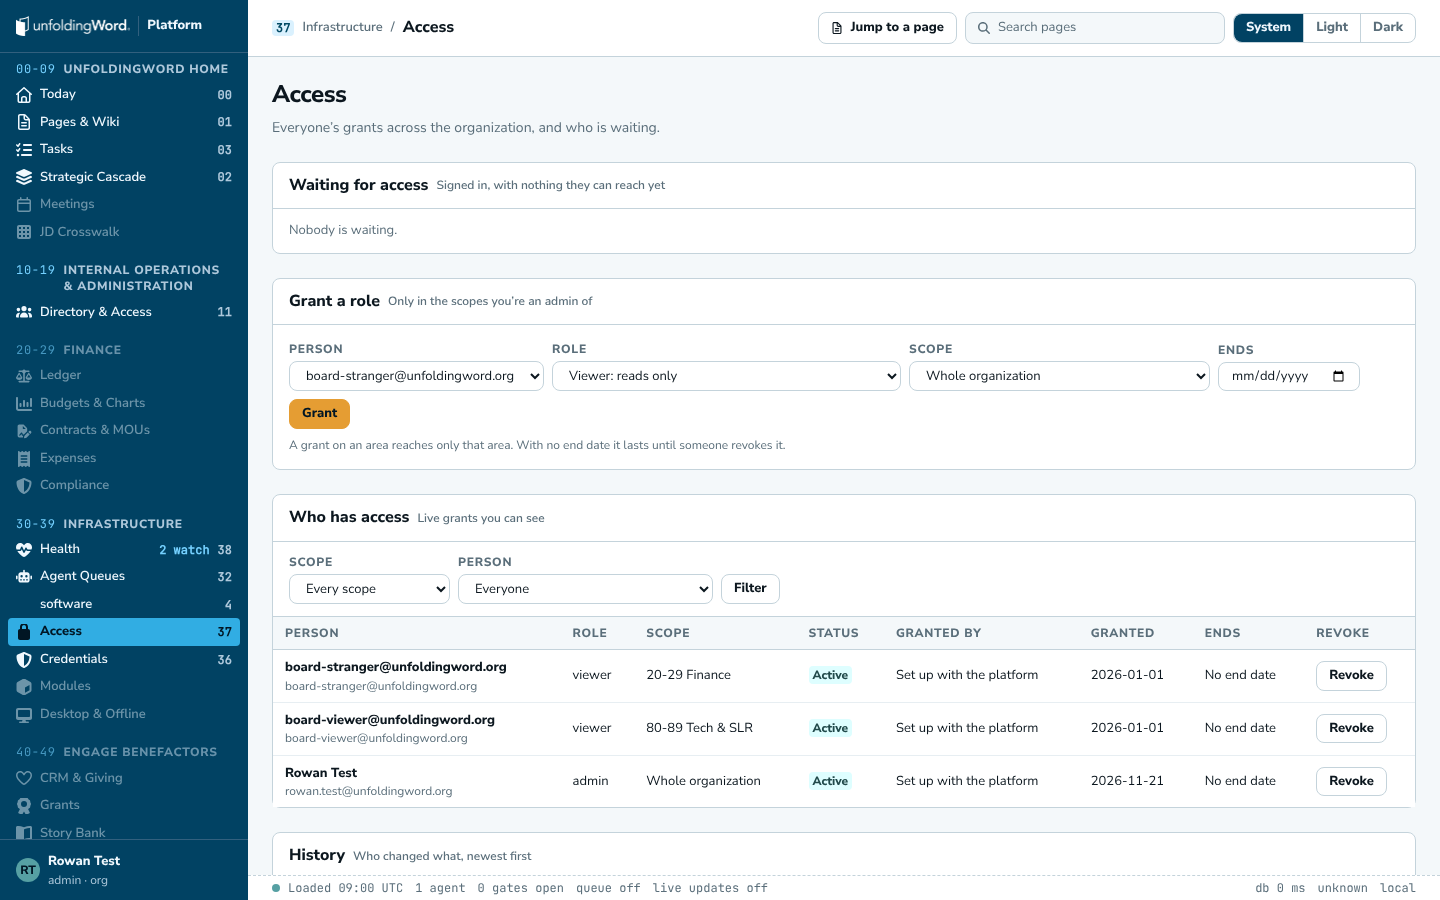 unfoldingWord Platform
00-09 UNFOLDINGWORD HOME
Today 00
Pages & Wiki 01
Tasks 03
Strategic Cascade 02
Meetings
JD Crosswalk
10-19 INTERNAL OPERATIONS
& ADMINISTRATION
Directory & Access 11
20-29 FINANCE
Ledger
Budgets & Charts
Contracts & MOUs
Expenses
Compliance
30-39 INFRASTRUCTURE
Health 2 watch 38
Agent Queues 32
software 4
Access 37
Credentials 36
Modules
Desktop & Offline
40-49 ENGAGE BENEFACTORS
CRM & Giving
Grants
Story Bank
RT Rowan Test
admin · org
37 Infrastructure / Access
Jump to a page
Search pages
System Light Dark
Access
Everyone's grants across the organization, and who is waiting.
Waiting for access Signed in, with nothing they can reach yet
Nobody is waiting.
Grant a role Only in the scopes you're an admin of
PERSON ROLE SCOPE ENDS
board-stranger@unfoldingword.org Viewer: reads only Whole organization mm/dd/yyyy
Grant
A grant on an area reaches only that area. With no end date it lasts until someone revokes it.
Who has access Live grants you can see
SCOPE PERSON
Every scope Everyone Filter
PERSON ROLE SCOPE STATUS GRANTED BY GRANTED ENDS REVOKE
board-stranger@unfoldingword.org
board-stranger@unfoldingword.org viewer 20-29 Finance Active Set up with the platform 2026-01-01 No end date Revoke
board-viewer@unfoldingword.org
board-viewer@unfoldingword.org viewer 80-89 Tech & SLR Active Set up with the platform 2026-01-01 No end date Revoke
Rowan Test
rowan.test@unfoldingword.org admin Whole organization Active Set up with the platform 2026-11-21 No end date Revoke
History Who changed what, newest first
Loaded 09:00 UTC 1 agent 0 gates open queue off live updates off db 0 ms unknown local